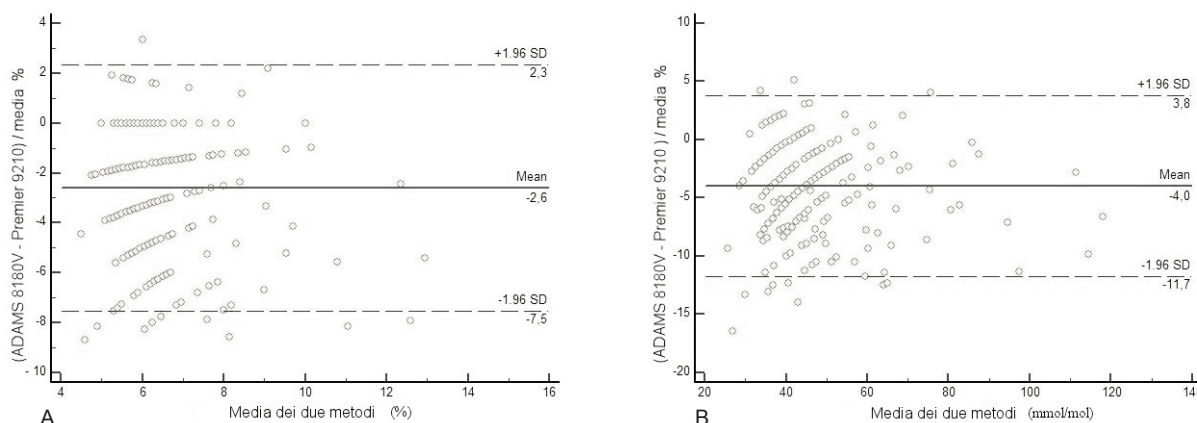 4
2
0
-2
-4
-6
-8
- 10
4
6
8
10
12
14
16
(ADAMS 8180V - Premier 9210) / media %
Media dei due metodi (%)
+1.96 SD
2,3
Mean
-2,6
-1.96 SD
-7,5
A
10
5
0
-5
-10
-15
-20
20
40
60
80
100
120
140
(ADAMS 8180V - Premier 9210 ) / media %
Media dei due metodi (mmol/mol)
+1.96 SD
3,8
Mean
-4,0
-1.96 SD
-11,7
B